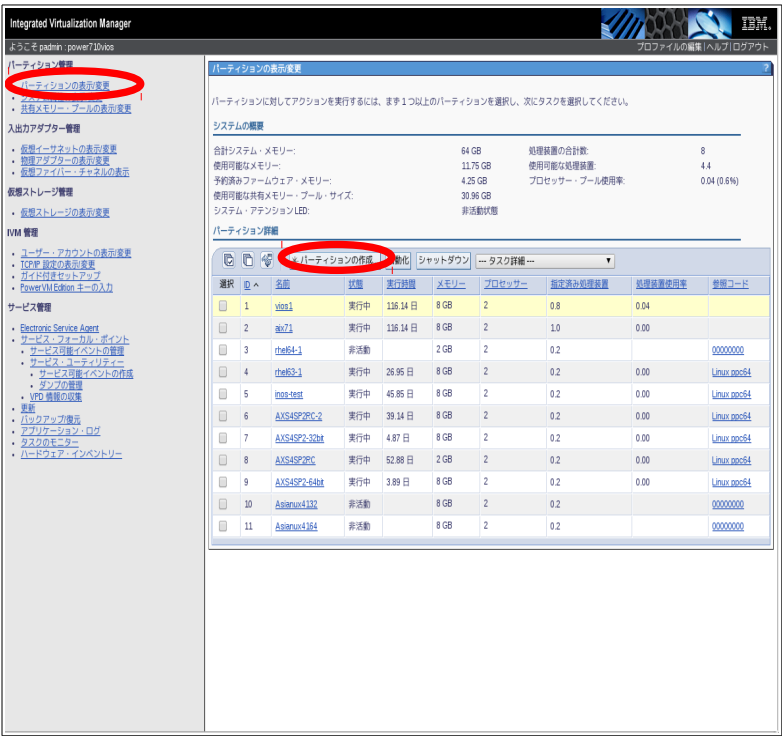 Integrated Virtualization Manager
IBM.
ようこそ padmin : power710vios
プロファイルの編集 | ヘルプ | ログアウト
パーティション管理
パーティションの表示/変更
共有メモリー・プールの表示/変更
入出力アダプター管理
仮想イーサネットの表示/変更
物理アダプターの表示/変更
仮想ファイバー・チャネルの表示
仮想ストレージ管理
仮想ストレージの表示/変更
IVM 管理
ユーザー・アカウントの表示/変更
TCP/IP 設定の表示/変更
ガイド付きセットアップ
PowerVM Edition キーの入力
サービス管理
Electronic Service Agent
サービス・フォーカル・ポイント
サービス可能イベントの管理
サービス・ユーティリティー
サービス可能イベントの作成
ダンプの管理
VPD 情報の収集
更新
バックアップ/復元
アプリケーション・ログ
タスクのモニター
ハードウェア・インベントリー
パーティションの表示/変更 ?
パーティションに対してアクションを実行するには、まず 1 つ以上のパーティションを選択し、次にタスクを選択してください。
システムの概要
合計システム・メモリー: 64 GB 処理装置の合計数: 8
使用可能なメモリー: 11.75 GB 使用可能な処理装置: 4.4
予約済みファームウェア・メモリー: 4.25 GB プロセッサー・プール使用率: 0.04 (0.6%)
使用可能な共有メモリー・プール・サイズ: 30.96 GB
システム・アテンション LED: 非活動状態
パーティション詳細
パーティションの作成... 動化 シャットダウン --- タスク詳細 ---
選択 ID 名前 状態 実行時間 メモリー プロセッサー 指定済み処理装置 処理装置使用率 参照コード
1 vios1 実行中 116.14 日 8 GB 2 0.8 0.04
2 aix71 実行中 116.14 日 8 GB 2 1.0 0.00
3 rhel64-1 非活動 2 GB 2 0.2 00000000
4 rhel63-1 実行中 26.95 日 8 GB 2 0.2 0.00 Linux ppc64
5 inos-test 実行中 45.85 日 8 GB 2 0.2 0.00 Linux ppc64
6 AXS4SP2PC-2 実行中 39.14 日 8 GB 2 0.2 0.00 Linux ppc64
7 AXS4SP2-32bit 実行中 4.87 日 8 GB 2 0.2 0.00 Linux ppc64
8 AXS4SP2PC 実行中 52.88 日 2 GB 2 0.2 0.00 Linux ppc64
9 AXS4SP2-64bit 実行中 3.89 日 8 GB 2 0.2 0.00 Linux ppc64
10 Asianux4132 非活動 8 GB 2 0.2 00000000
11 Asianux4164 非活動 8 GB 2 0.2 00000000